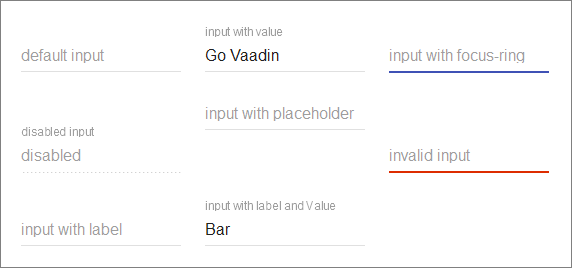 input with value
default input
Go Vaadin
input with focus-ring
input with placeholder
disabled input
disabled
invalid input
input with label and Value
input with label
Bar